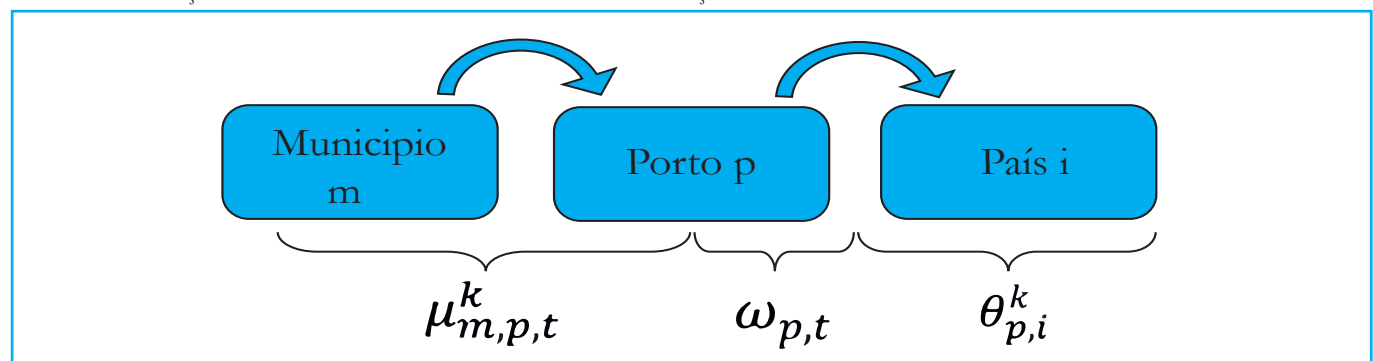 Municipio
m
Porto p
País i
μ^k_{m,p,t}
ω_{p,t}
θ^k_{p,i}